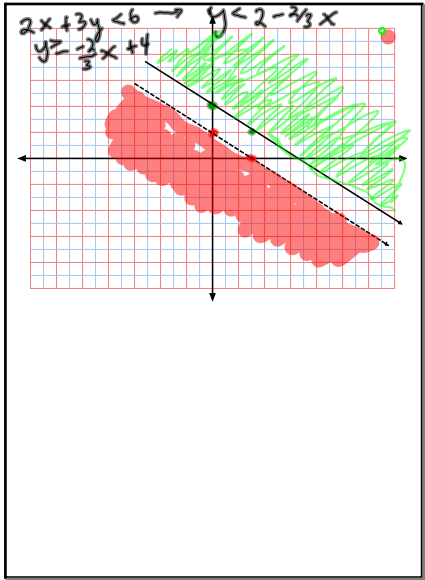 2x + 3y < 6 → y < 2 - 2/3 x
y ≥ -2/3 x + 4